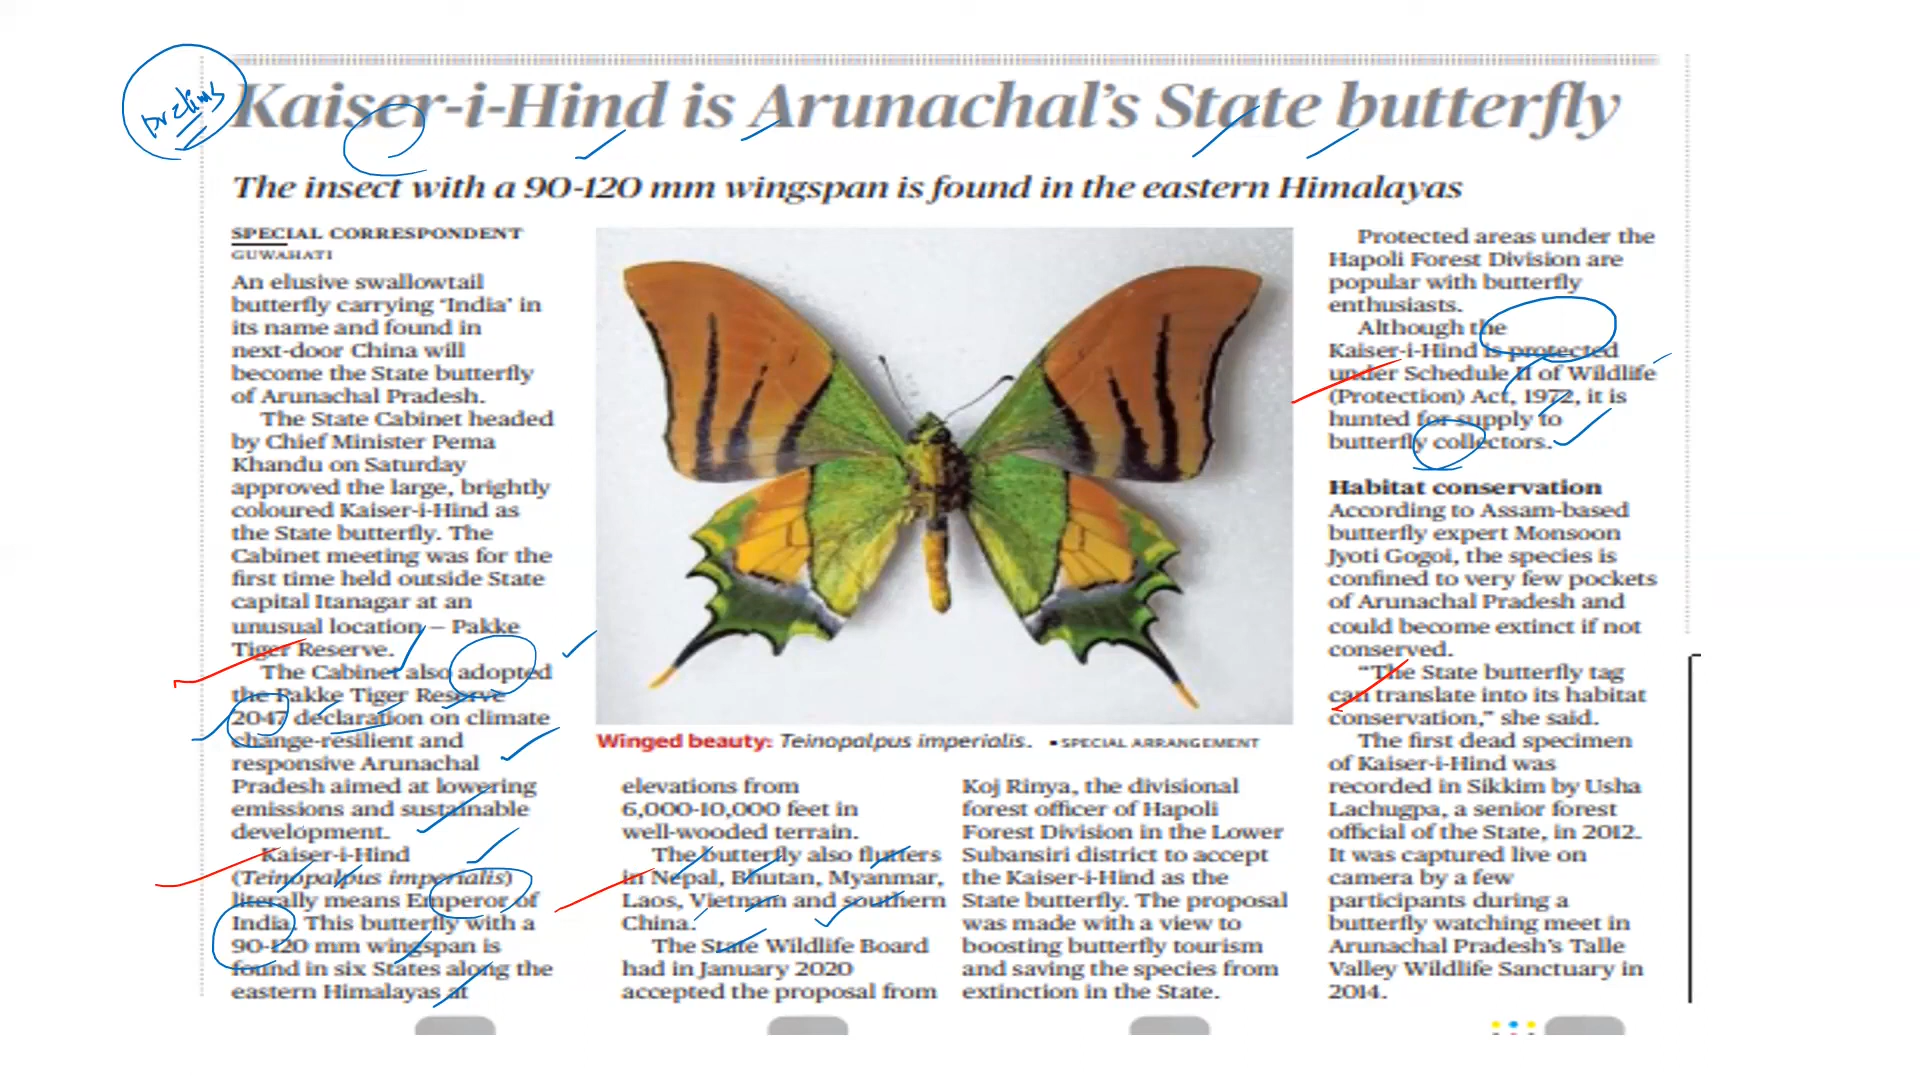 prelims
Kaiser-i-Hind is Arunachal's State butterfly
The insect with a 90-120 mm wingspan is found in the eastern Himalayas
SPECIAL CORRESPONDENT
GUWAHATI
An elusive swallowtail
butterfly carrying 'India' in
its name and found in
next-door China will
become the State butterfly
of Arunachal Pradesh.
The State Cabinet headed
by Chief Minister Pema
Khandu on Saturday
approved the large, brightly
coloured Kaiser-i-Hind as
the State butterfly. The
Cabinet meeting was for the
first time held outside State
capital Itanagar at an
unusual location — Pakke
Tiger Reserve.
The Cabinet also adopted
the Pakke Tiger Reserve
2047 declaration on climate
change-resilient and
responsive Arunachal
Pradesh aimed at lowering
emissions and sustainable
development.
Kaiser-i-Hind
(Teinopalpus imperialis)
literally means Emperor of
India. This butterfly with a
90-120 mm wingspan is
found in six States along the
eastern Himalayas at
Winged beauty: Teinopalpus imperialis. ▪ SPECIAL ARRANGEMENT
elevations from
6,000-10,000 feet in
well-wooded terrain.
The butterfly also flutters
in Nepal, Bhutan, Myanmar,
Laos, Vietnam and southern
China.
The State Wildlife Board
had in January 2020
accepted the proposal from
Koj Rinya, the divisional
forest officer of Hapoli
Forest Division in the Lower
Subansiri district to accept
the Kaiser-i-Hind as the
State butterfly. The proposal
was made with a view to
boosting butterfly tourism
and saving the species from
extinction in the State.
Protected areas under the
Hapoli Forest Division are
popular with butterfly
enthusiasts.
Although the
Kaiser-i-Hind is protected
under Schedule II of Wildlife
(Protection) Act, 1972, it is
hunted for supply to
butterfly collectors.
Habitat conservation
According to Assam-based
butterfly expert Monsoon
Jyoti Gogoi, the species is
confined to very few pockets
of Arunachal Pradesh and
could become extinct if not
conserved.
"The State butterfly tag
can translate into its habitat
conservation," she said.
The first dead specimen
of Kaiser-i-Hind was
recorded in Sikkim by Usha
Lachugpa, a senior forest
official of the State, in 2012.
It was captured live on
camera by a few
participants during a
butterfly watching meet in
Arunachal Pradesh's Talle
Valley Wildlife Sanctuary in
2014.